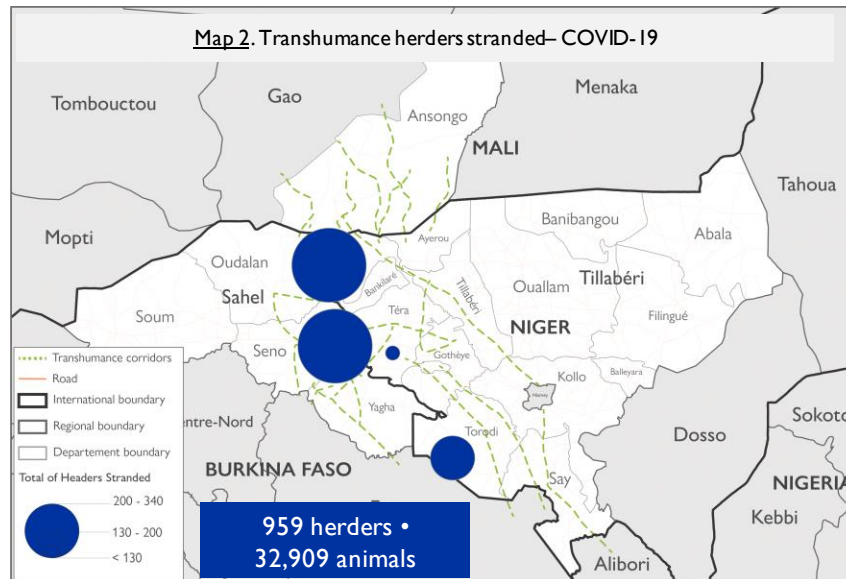 Map 2. Transhumance herders stranded– COVID-19
Tombouctou
Gao
Menaka
Ansongo
MALI
Tahoua
Mopti
Banibangou
Abala
Ayerou
Oudalan
Bankilaré
Tillabéri
Ouallam
Tillabéri
Sahel
Soum
Téra
NIGER
Filingué
Seno
Gothèye
Kollo
Balleyara
Niamey
Yagha
Torodi
Dosso
Sokoto
entre-Nord
BURKINA FASO
Say
NIGERIA
Kebbi
Alibori
Transhumance corridors
Road
International boundary
Regional boundary
Departement boundary
Total of Headers Stranded
200 - 340
130 - 200
< 130
959 herders •
32,909 animals